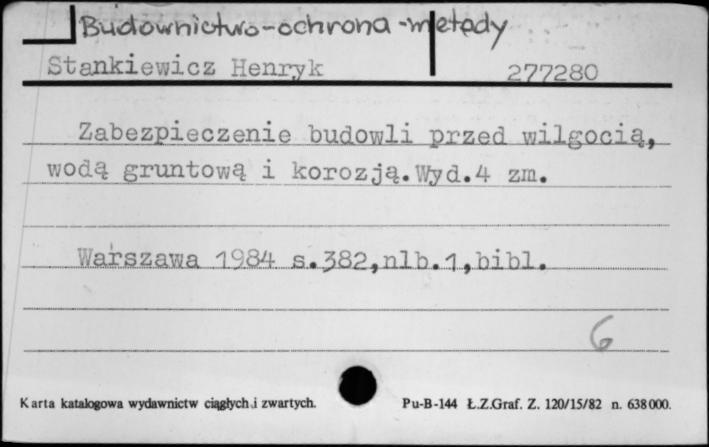 Budownictwo-ochrona-metody
Stankiewicz Henryk
277280
Zabezpieczenie budowli przed wilgocią,
wodą gruntową i korozją.Wyd.4 zm.
Warszawa 1984 s.382,nlb.1,bibl.
6
Karta katalogowa wydawnictw ciągłych i zwartych.
Pu-B-144 Ł.Z.Graf. Z. 120/15/82 n. 638000.